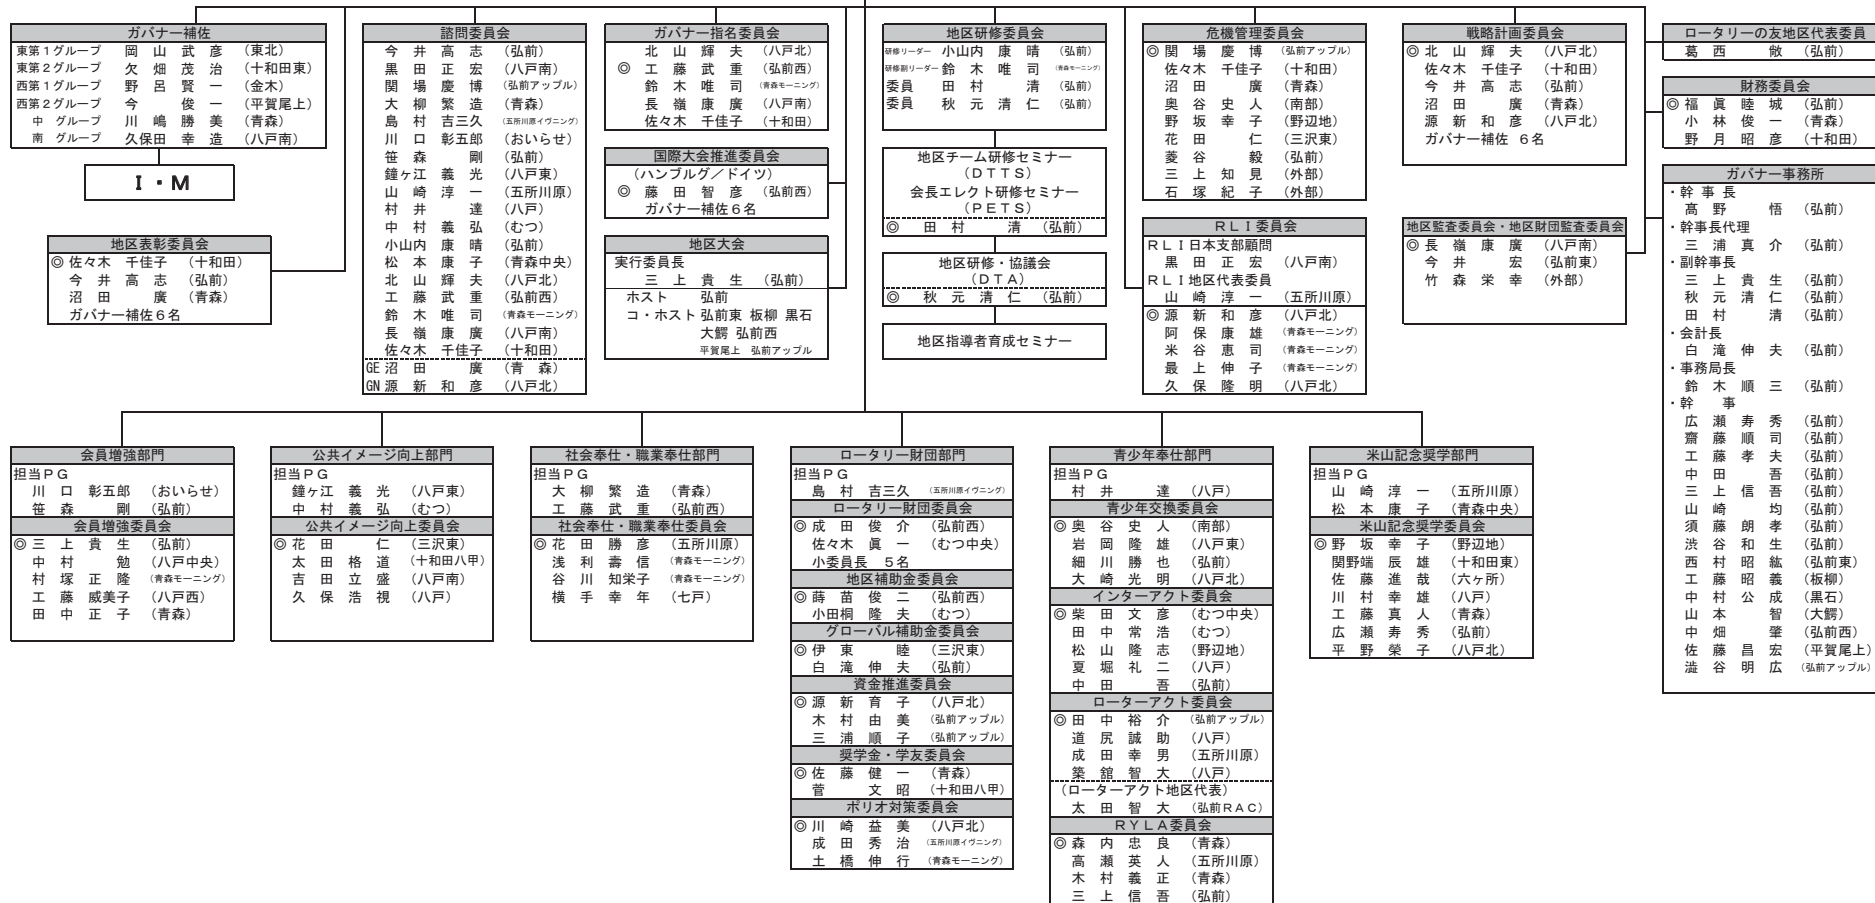 ガバナー補佐
東第1グループ 岡山武彦 (東北)
東第2グループ 欠畑茂治 (十和田東)
西第1グループ 野呂賢一 (金木)
西第2グループ 今俊一 (平賀尾上)
中 グループ 川嶋勝美 (青森)
南 グループ 久保田幸造 (八戸南)
I・M
地区表彰委員会
◎佐々木千佳子 (十和田)
今井高志 (弘前)
沼田廣 (青森)
ガバナー補佐6名
諮問委員会
今井高志 (弘前)
黒田正宏 (八戸南)
関場慶博 (弘前アップル)
大柳繁造 (青森)
島村吉三久 (五所川原イヴニング)
川口彰五郎 (おいらせ)
笹森剛 (弘前)
鐘ヶ江義光 (八戸東)
山崎淳一 (五所川原)
村井達 (八戸)
中村義弘 (むつ)
小山内康晴 (弘前)
松本康子 (青森中央)
北山輝夫 (八戸北)
工藤武重 (弘前西)
鈴木唯司 (青森モーニング)
長嶺康廣 (八戸南)
佐々木千佳子 (十和田)
GE 沼田廣 (青 森)
GN 源新和彦 (八戸北)
ガバナー指名委員会
北山輝夫 (八戸北)
◎ 工藤武重 (弘前西)
鈴木唯司 (青森モーニング)
長嶺康廣 (八戸南)
佐々木千佳子 (十和田)
国際大会推進委員会
(ハンブルグ/ドイツ)
◎ 藤田智彦 (弘前西)
ガバナー補佐6名
地区大会
実行委員長
三上貴生 (弘前)
ホスト 弘前
コ・ホスト 弘前東 板柳 黒石
大鰐 弘前西
平賀尾上 弘前アップル
地区研修委員会
研修リーダー 小山内康晴 (弘前)
研修副リーダー 鈴木唯司 (青森モーニング)
委員 田村清 (弘前)
委員 秋元清仁 (弘前)
地区チーム研修セミナー
(DTTS)
会長エレクト研修セミナー
(PETS)
◎ 田村清 (弘前)
地区研修・協議会
(DTA)
◎ 秋元清仁 (弘前)
地区指導者育成セミナー
危機管理委員会
◎関場慶博 (弘前アップル)
佐々木千佳子 (十和田)
沼田廣 (青森)
奥谷史人 (南部)
野坂幸子 (野辺地)
花田仁 (三沢東)
菱谷毅 (弘前)
三上知見 (外部)
石塚紀子 (外部)
RLI委員会
RLI日本支部顧問
黒田正宏 (八戸南)
RLI地区代表委員
山崎淳一 (五所川原)
◎源新和彦 (八戸北)
阿保康雄 (青森モーニング)
米谷恵司 (青森モーニング)
最上伸子 (青森モーニング)
久保隆明 (八戸北)
戦略計画委員会
◎北山輝夫 (八戸北)
佐々木千佳子 (十和田)
今井高志 (弘前)
沼田廣 (青森)
源新和彦 (八戸北)
ガバナー補佐 6名
地区監査委員会・地区財団監査委員会
◎長嶺康廣 (八戸南)
今井宏 (弘前東)
竹森栄幸 (外部)
ロータリーの友地区代表委員
葛西敞 (弘前)
財務委員会
◎福眞睦城 (弘前)
小林俊一 (青森)
野月昭彦 (十和田)
ガバナー事務所
・幹事長
高野悟 (弘前)
・幹事長代理
三浦真介 (弘前)
・副幹事長
三上貴生 (弘前)
秋元清仁 (弘前)
田村清 (弘前)
・会計長
白滝伸夫 (弘前)
・事務局長
鈴木順三 (弘前)
・幹 事
広瀬寿秀 (弘前)
齋藤順司 (弘前)
工藤孝夫 (弘前)
中田吾 (弘前)
三上信吾 (弘前)
山崎均 (弘前)
須藤朗孝 (弘前)
渋谷和生 (弘前)
西村昭紘 (弘前東)
工藤昭義 (板柳)
中村公成 (黒石)
山本智 (大鰐)
中畑肇 (弘前西)
佐藤昌宏 (平賀尾上)
澁谷明広 (弘前アップル)
会員増強部門
担当PG
川口彰五郎 (おいらせ)
笹森剛 (弘前)
会員増強委員会
◎三上貴生 (弘前)
中村勉 (八戸中央)
村塚正隆 (青森モーニング)
工藤威美子 (八戸西)
田中正子 (青森)
公共イメージ向上部門
担当PG
鐘ヶ江義光 (八戸東)
中村義弘 (むつ)
公共イメージ向上委員会
◎花田仁 (三沢東)
太田格道 (十和田八甲)
吉田立盛 (八戸南)
久保浩視 (八戸)
社会奉仕・職業奉仕部門
担当PG
大柳繁造 (青森)
工藤武重 (弘前西)
社会奉仕・職業奉仕委員会
◎花田勝彦 (五所川原)
浅利壽信 (青森モーニング)
谷川知栄子 (青森モーニング)
横手幸年 (七戸)
ロータリー財団部門
担当PG
島村吉三久 (五所川原イヴニング)
ロータリー財団委員会
◎成田俊介 (弘前西)
佐々木眞一 (むつ中央)
小委員長 5名
地区補助金委員会
◎蒔苗俊二 (弘前西)
小田桐隆夫 (むつ)
グローバル補助金委員会
◎伊東睦 (三沢東)
白滝伸夫 (弘前)
資金推進委員会
◎源新育子 (八戸北)
木村由美 (弘前アップル)
三浦順子 (弘前アップル)
奨学金・学友委員会
◎佐藤健一 (青森)
菅文昭 (十和田八甲)
ポリオ対策委員会
◎川崎益美 (八戸北)
成田秀治 (五所川原イヴニング)
土橋伸行 (青森モーニング)
青少年奉仕部門
担当PG
村井達 (八戸)
青少年交換委員会
◎奥谷史人 (南部)
岩岡隆雄 (八戸東)
細川勝也 (弘前)
大崎光明 (八戸北)
インターアクト委員会
◎柴田文彦 (むつ中央)
田中常浩 (むつ)
松山隆志 (野辺地)
夏堀礼二 (八戸)
中田吾 (弘前)
ローターアクト委員会
◎田中裕介 (弘前アップル)
道尻誠助 (八戸)
成田幸男 (五所川原)
築舘智大 (八戸)
(ローターアクト地区代表)
太田智大 (弘前RAC)
RYLA委員会
◎森内忠良 (青森)
高瀬英人 (五所川原)
木村義正 (青森)
三上信吾 (弘前)
米山記念奨学部門
担当PG
山崎淳一 (五所川原)
松本康子 (青森中央)
米山記念奨学委員会
◎野坂幸子 (野辺地)
関野端辰雄 (十和田東)
佐藤進哉 (六ヶ所)
川村幸雄 (八戸)
工藤真人 (青森)
広瀬寿秀 (弘前)
平野榮子 (八戸北)